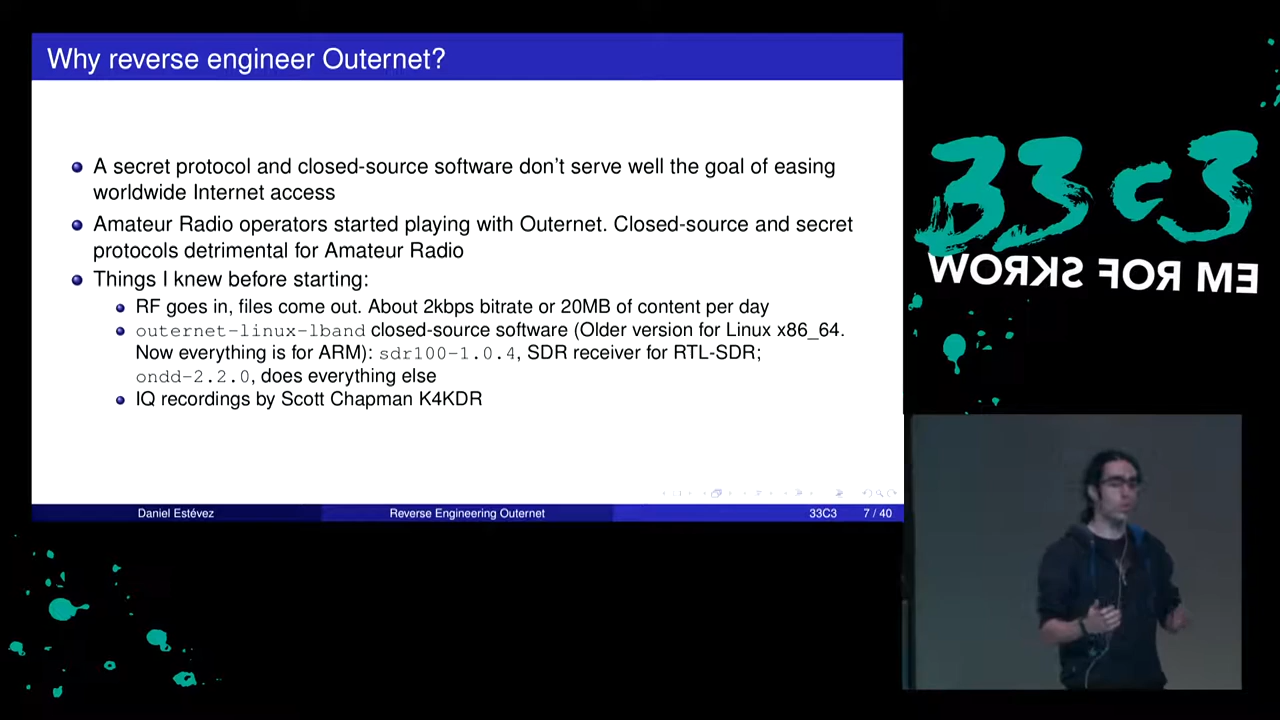 Why reverse engineer Outernet?
A secret protocol and closed-source software don't serve well the goal of easing
worldwide Internet access
Amateur Radio operators started playing with Outernet. Closed-source and secret
protocols detrimental for Amateur Radio
Things I knew before starting:
RF goes in, files come out. About 2kbps bitrate or 20MB of content per day
outernet-linux-lband closed-source software (Older version for Linux x86_64.
Now everything is for ARM): sdr100-1.0.4, SDR receiver for RTL-SDR;
ondd-2.2.0, does everything else
IQ recordings by Scott Chapman K4KDR
Daniel Estévez Reverse Engineering Outernet 33C3 7 / 40
33c3
WORKS FOR ME